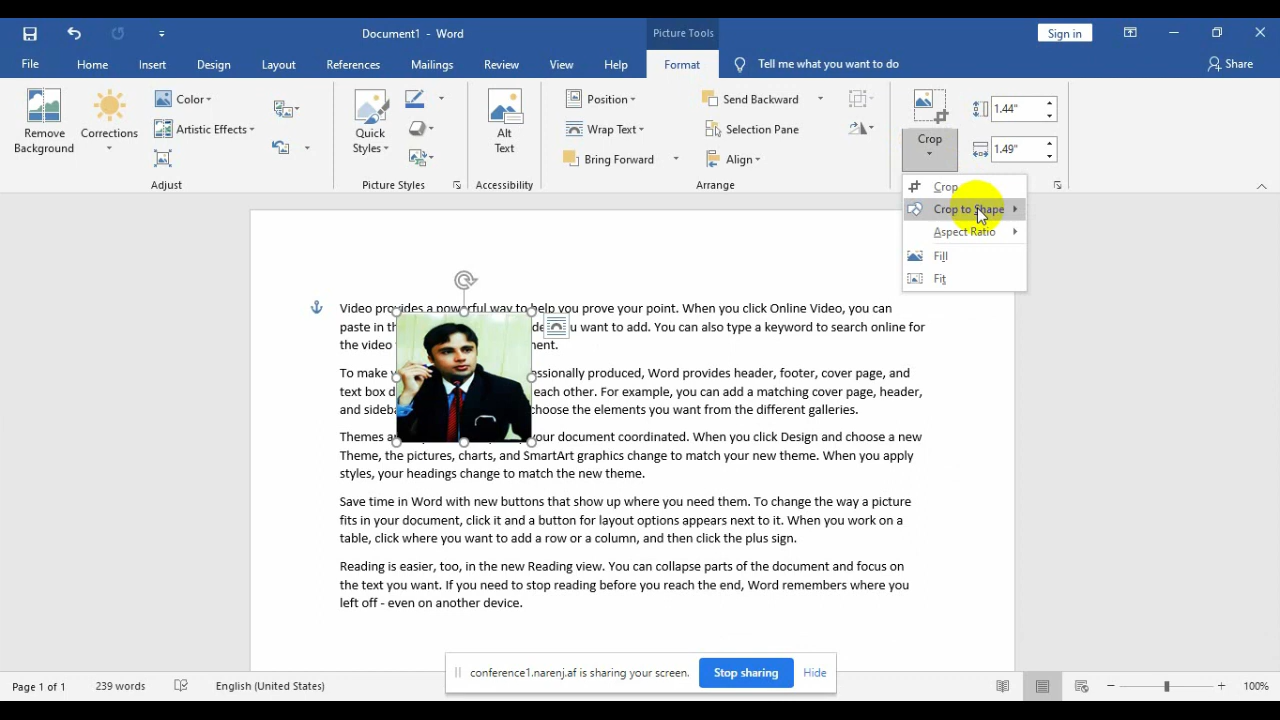 Document1 - Word
Picture Tools
Sign in
File Home Insert Design Layout References Mailings Review View Help Format Tell me what you want to do Share
Remove Background
Corrections
Color
Artistic Effects
Adjust
Quick Styles
Picture Styles
Alt Text
Accessibility
Position
Wrap Text
Bring Forward
Send Backward
Selection Pane
Align
Arrange
Crop
1.44"
1.49"
Crop
Crop to Shape
Aspect Ratio
Fill
Fit
Video provides a powerful way to help you prove your point. When you click Online Video, you can
paste in u want to add. You can also type a keyword to search online for
the video
To make produced, Word provides header, footer, cover page, and
text box each other. For example, you can add a matching cover page, header,
and choose the elements you want from the different galleries.
Themes your document coordinated. When you click Design and choose a new
Theme, the pictures, charts, and SmartArt graphics change to match your new theme. When you apply
styles, your headings change to match the new theme.
Save time in Word with new buttons that show up where you need them. To change the way a picture
fits in your document, click it and a button for layout options appears next to it. When you work on a
table, click where you want to add a row or a column, and then click the plus sign.
Reading is easier, too, in the new Reading view. You can collapse parts of the document and focus on
the text you want. If you need to stop reading before you reach the end, Word remembers where you
left off - even on another device.
conference1.narenj.af is sharing your screen. Stop sharing Hide
Page 1 of 1 239 words English (United States) 100%